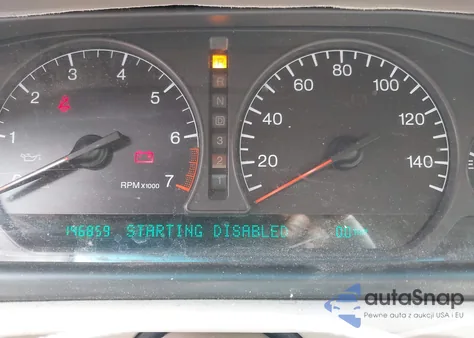 3 4
2 5
1 6
7
RPM X1000
P
R
N
D
3
2
1
60 80 100
40 120
20 140
196859 STARTING DISABLED
autoSnap
Pewne auta z aukcji USA i EU